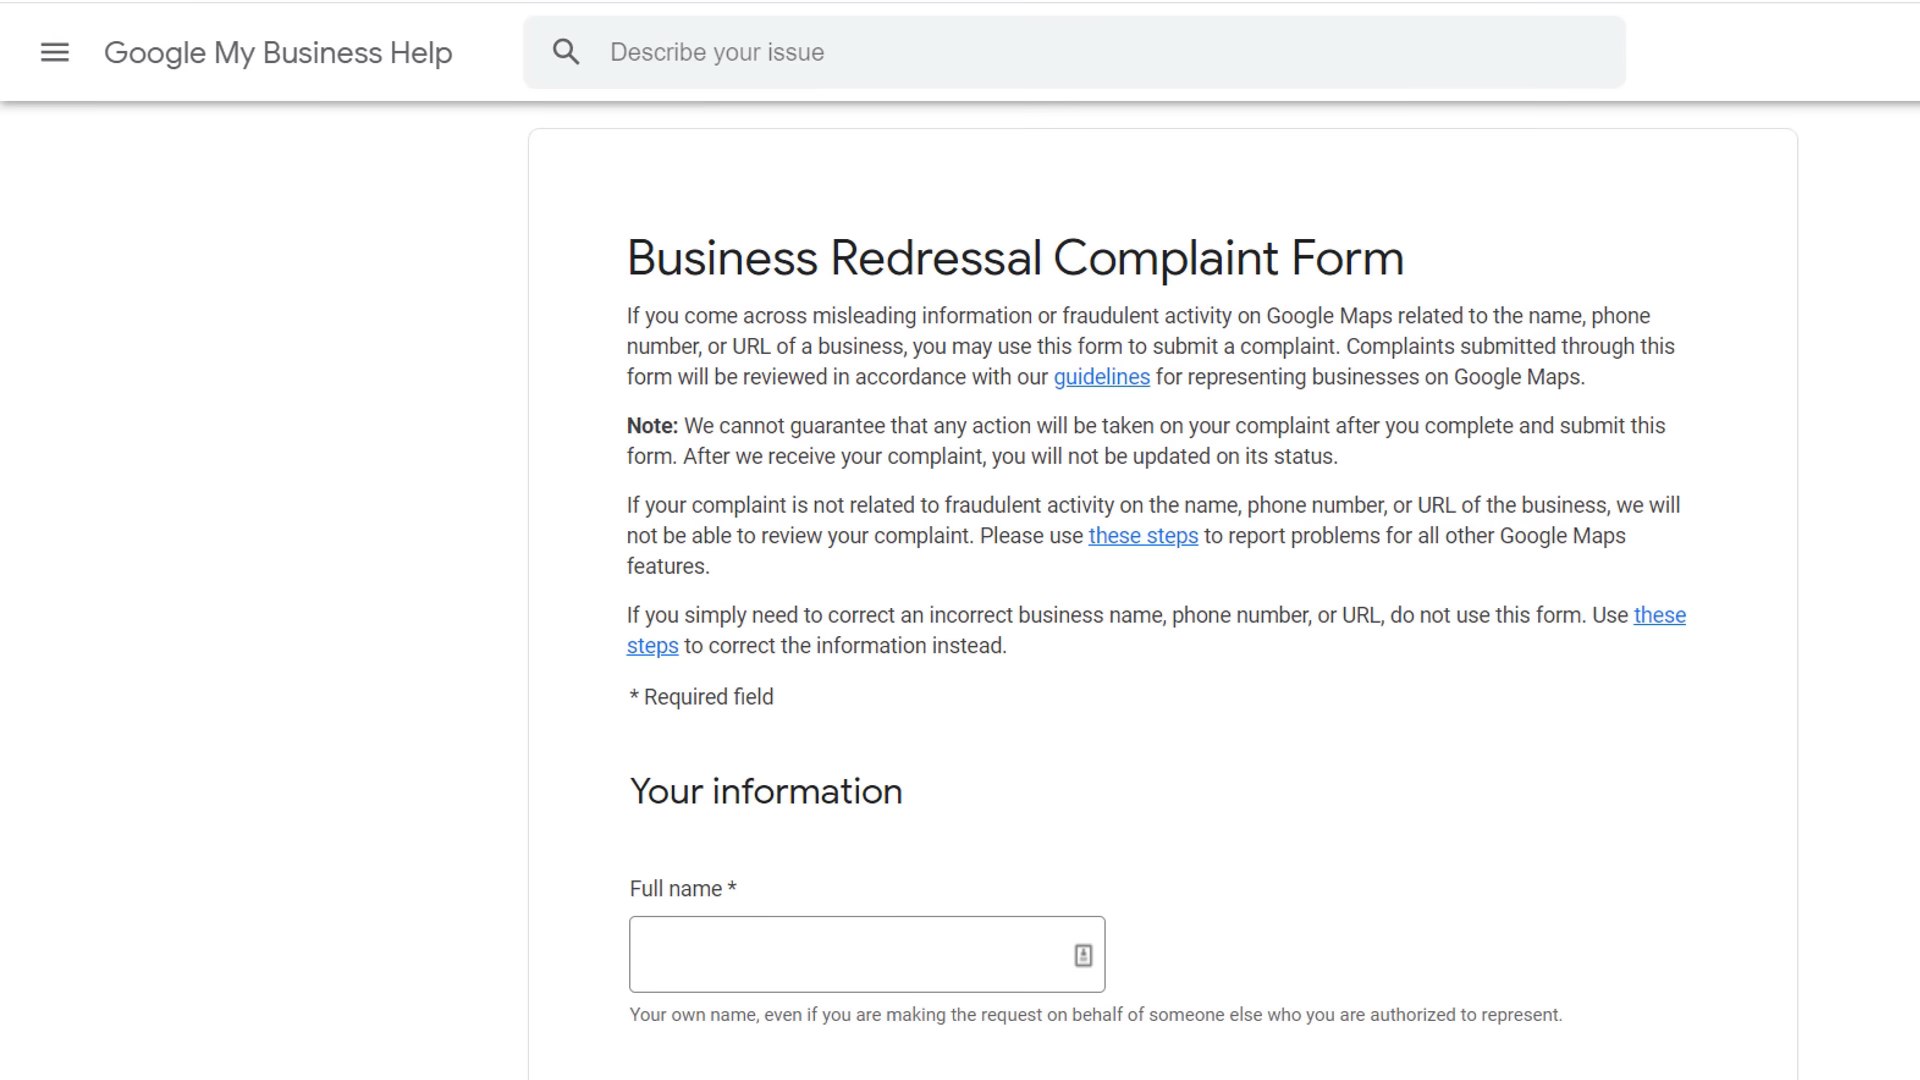 Google My Business Help
Describe your issue
Business Redressal Complaint Form
If you come across misleading information or fraudulent activity on Google Maps related to the name, phone
number, or URL of a business, you may use this form to submit a complaint. Complaints submitted through this
form will be reviewed in accordance with our guidelines for representing businesses on Google Maps.
Note: We cannot guarantee that any action will be taken on your complaint after you complete and submit this
form. After we receive your complaint, you will not be updated on its status.
If your complaint is not related to fraudulent activity on the name, phone number, or URL of the business, we will
not be able to review your complaint. Please use these steps to report problems for all other Google Maps
features.
If you simply need to correct an incorrect business name, phone number, or URL, do not use this form. Use these
steps to correct the information instead.
* Required field
Your information
Full name *
Your own name, even if you are making the request on behalf of someone else who you are authorized to represent.